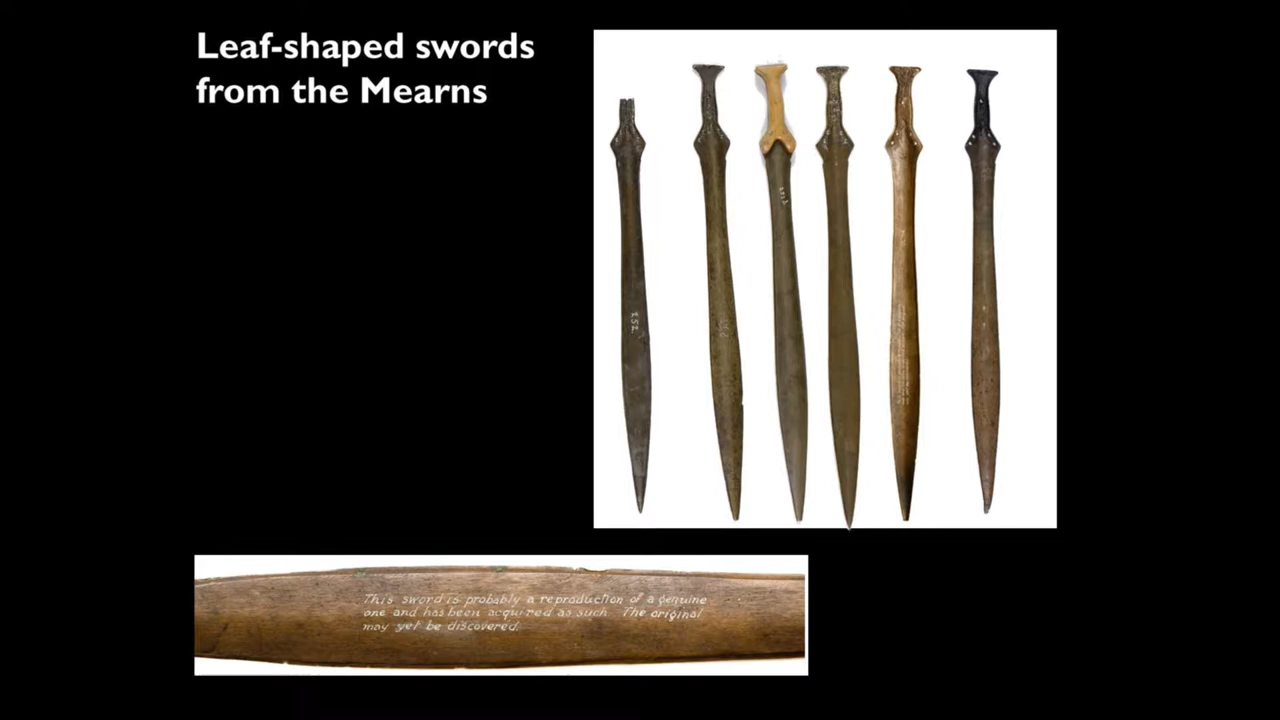 Leaf-shaped swords
from the Mearns
252
This sword is probably a reproduction of a genuine
one and has been acquired as such. The original
may yet be discovered.